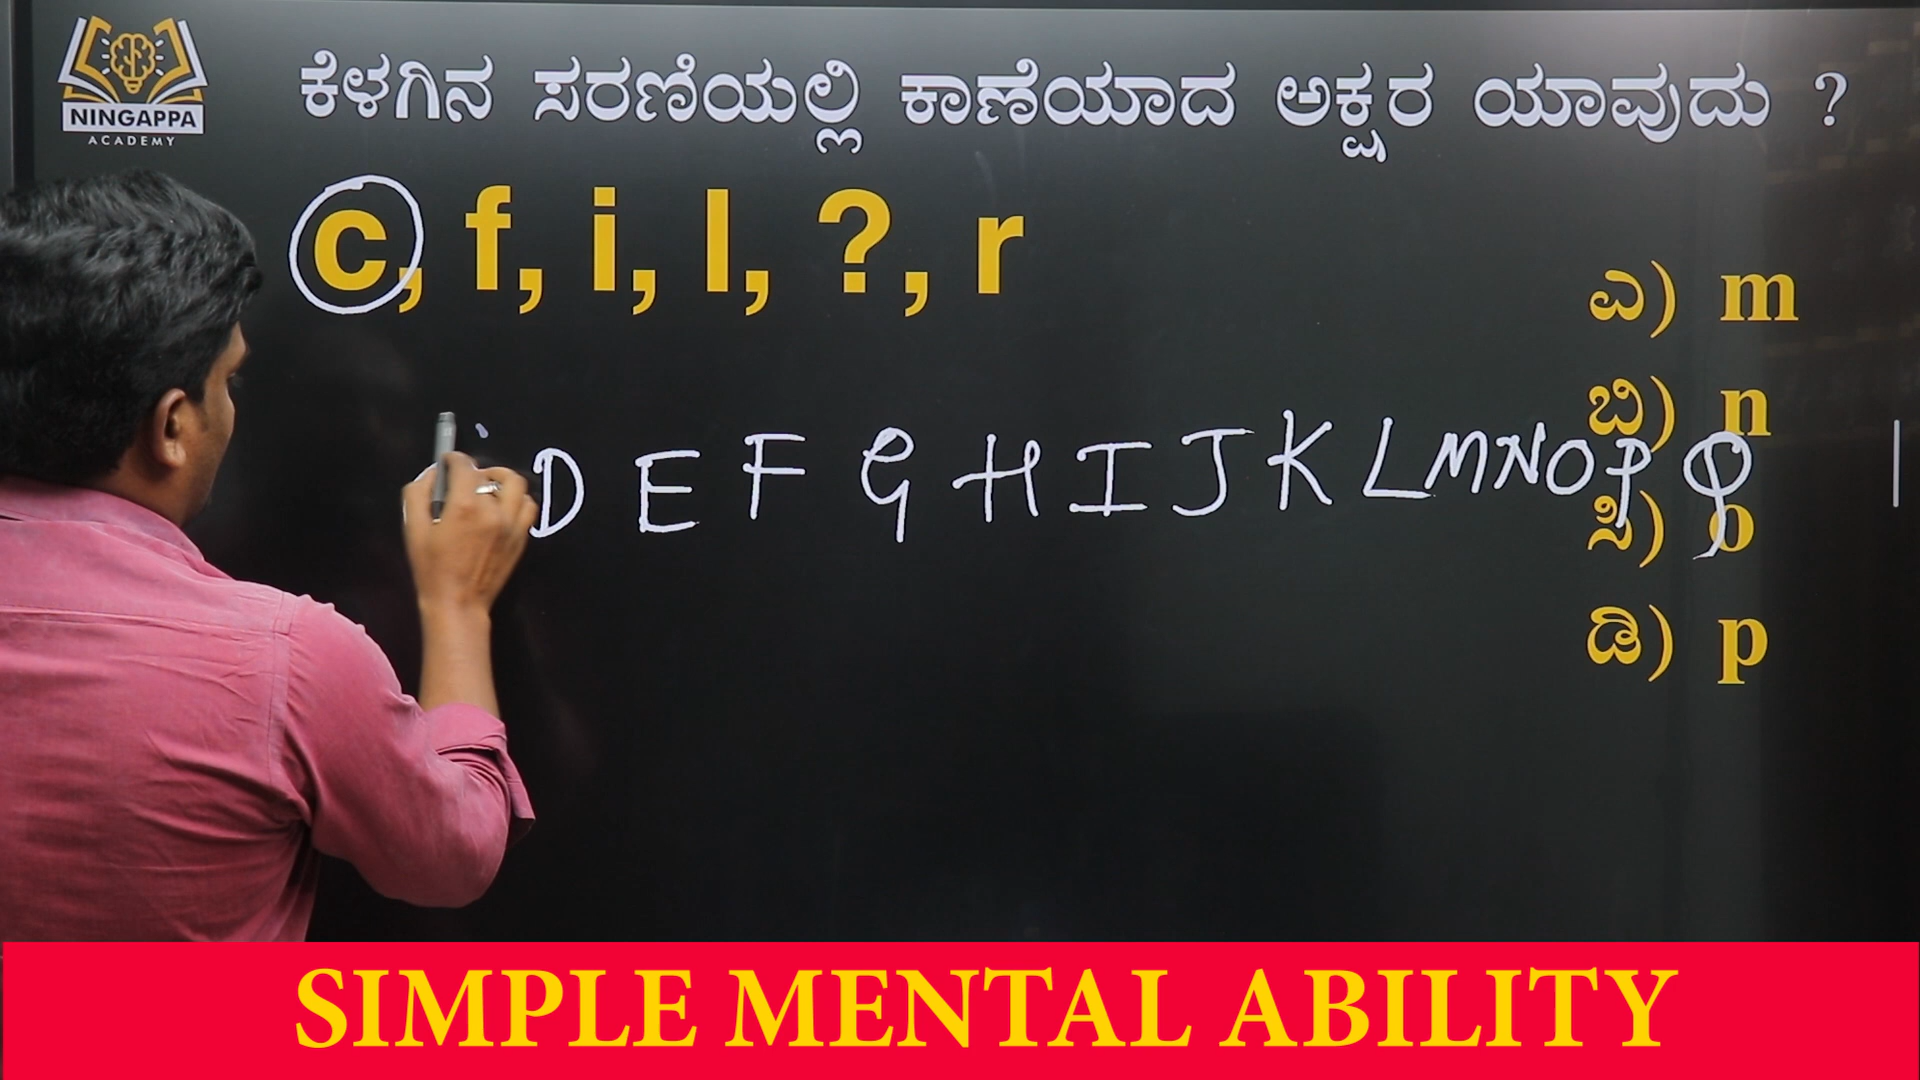 NINGAPPA
ACADEMY
ಕೆಳಗಿನ ಸರಣಿಯಲ್ಲಿ ಕಾಣೆಯಾದ ಅಕ್ಷರ ಯಾವುದು ?
c, f, i, l, ?, r
ಎ) m
ಬಿ) n
D E F G H I J K L M N O P Q
ಸಿ) o
ಡಿ) p
SIMPLE MENTAL ABILITY